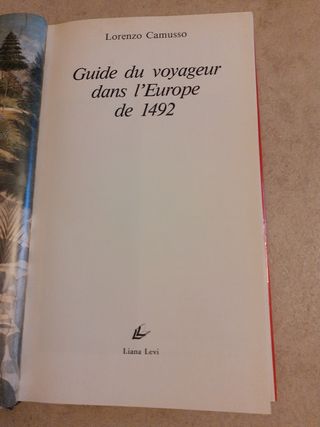 Lorenzo Camusso
Guide du voyageur
dans l'Europe
de 1492
Liana Levi